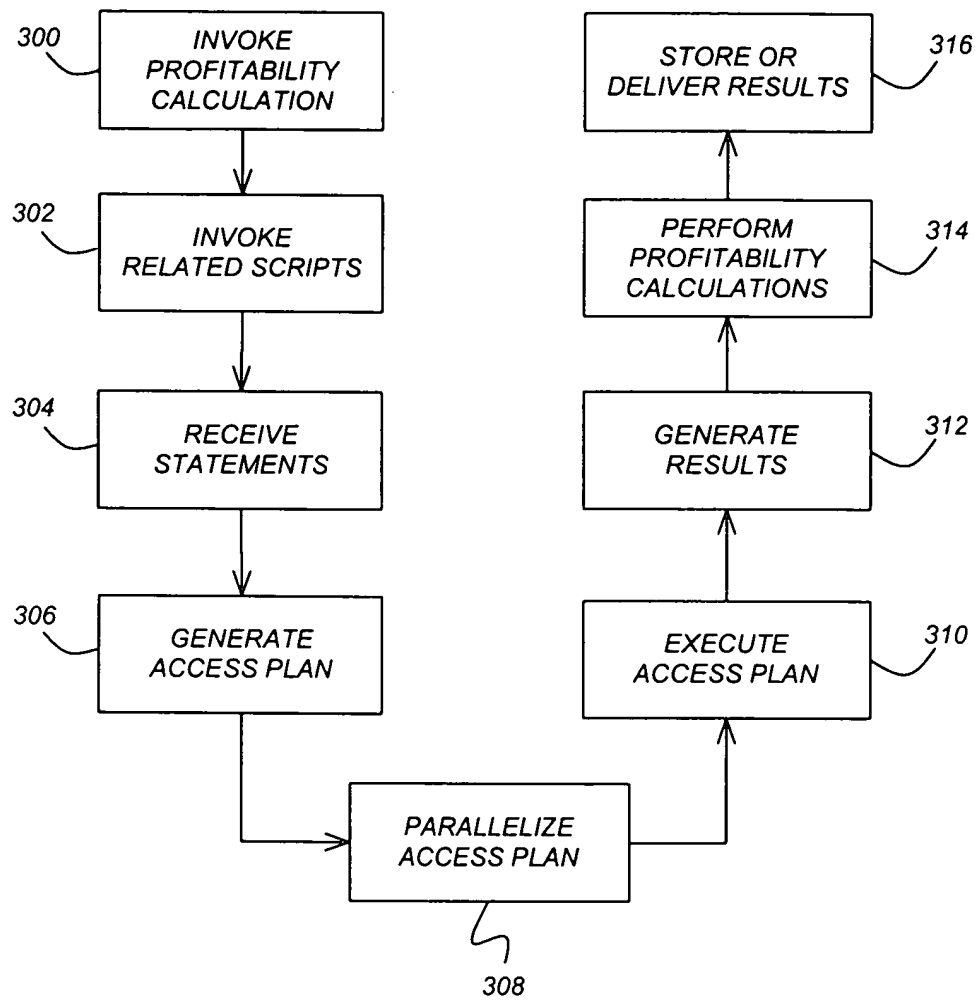 300
INVOKE
PROFITABILITY
CALCULATION
302
INVOKE
RELATED SCRIPTS
304
RECEIVE
STATEMENTS
306
GENERATE
ACCESS PLAN
PARALLELIZE
ACCESS PLAN
308
EXECUTE
ACCESS PLAN
310
GENERATE
RESULTS
312
PERFORM
PROFITABILITY
CALCULATIONS
314
STORE OR
DELIVER RESULTS
316